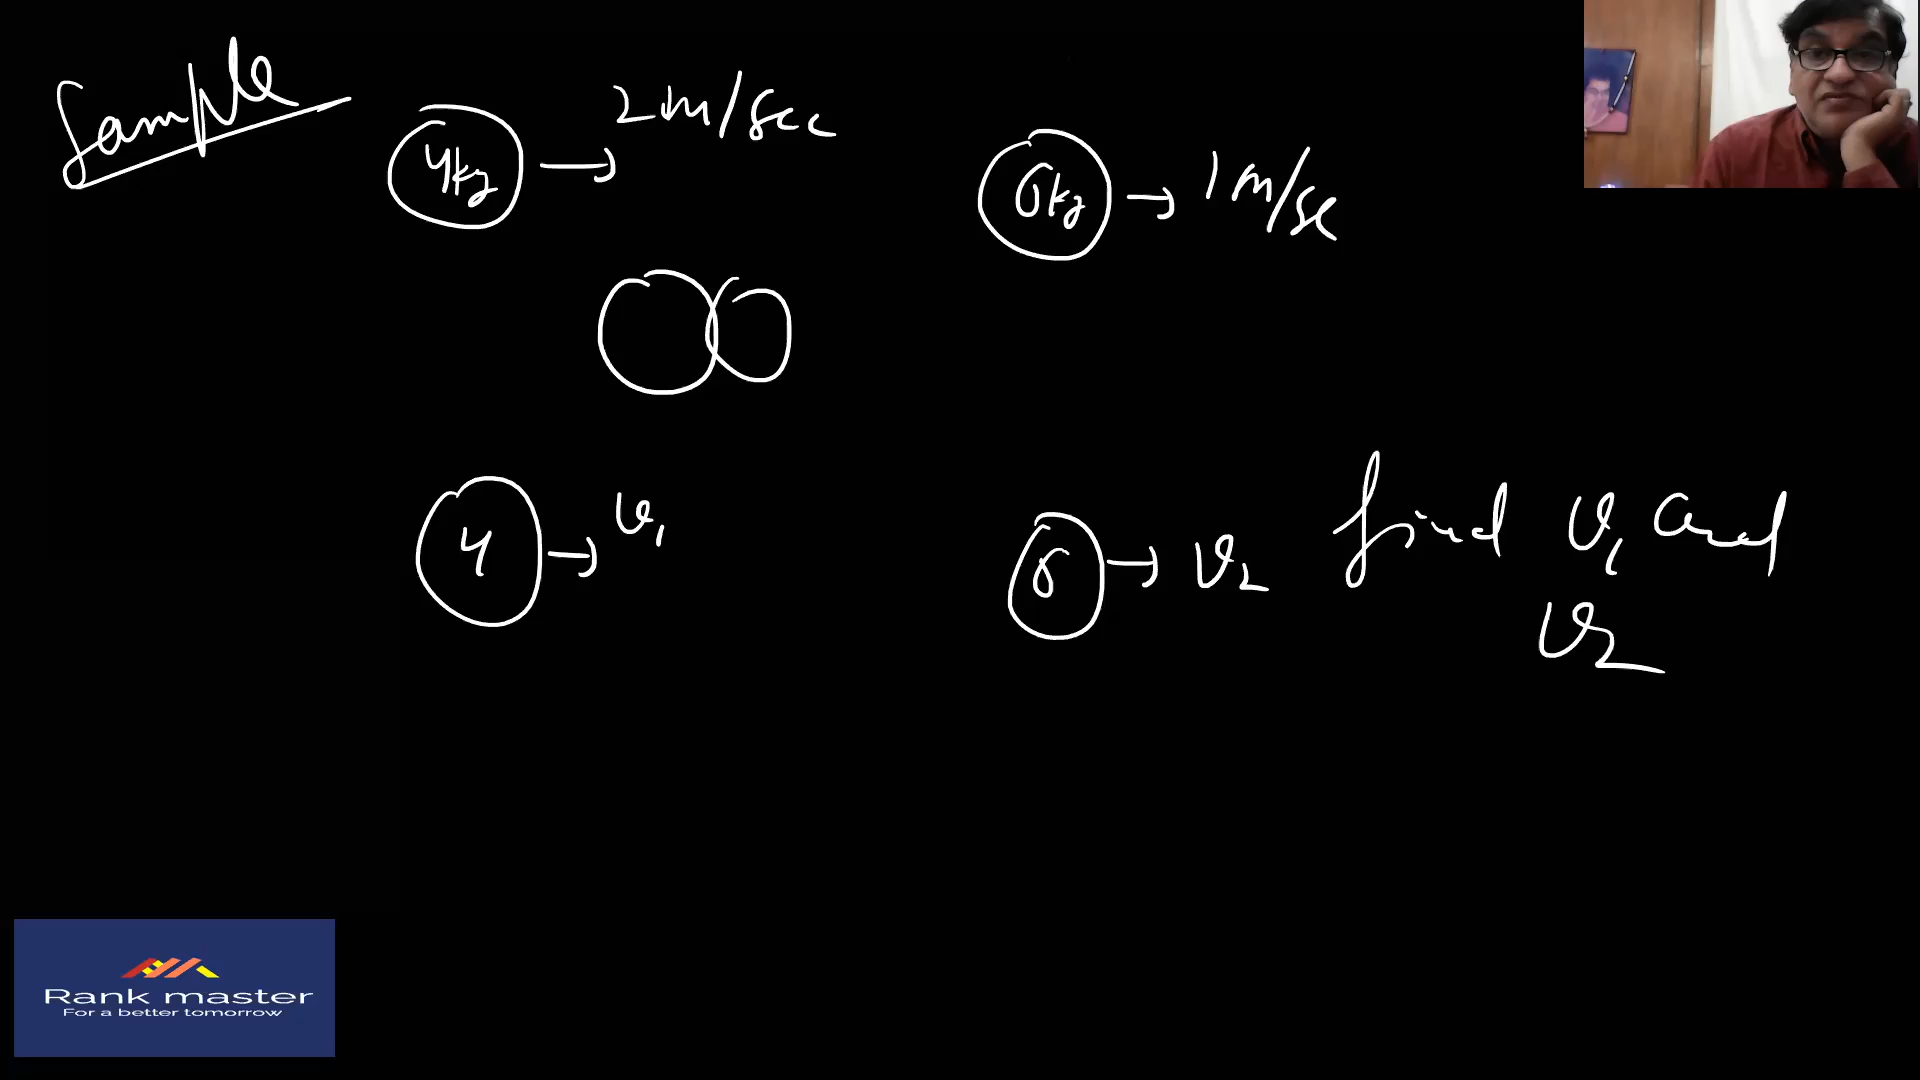 Sample
4kg → 2m/sec
6kg → 1m/se
4 → v₁
6 → v₂
find v₁ and
v₂
Rank master
For a better tomorrow